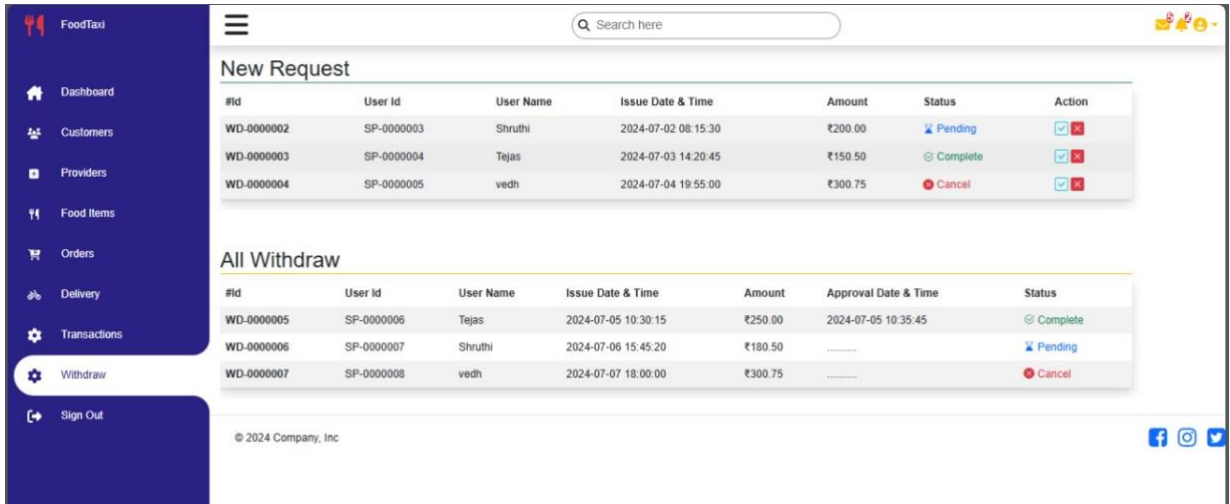 FoodTaxi
Search here
5 2
Dashboard
Customers
Providers
Food Items
Orders
Delivery
Transactions
Withdraw
Sign Out
New Request
#Id User Id User Name Issue Date & Time Amount Status Action
WD-0000002 SP-0000003 Shruthi 2024-07-02 08:15:30 ₹200.00 Pending
WD-0000003 SP-0000004 Tejas 2024-07-03 14:20:45 ₹150.50 Complete
WD-0000004 SP-0000005 vedh 2024-07-04 19:55:00 ₹300.75 Cancel
All Withdraw
#Id User Id User Name Issue Date & Time Amount Approval Date & Time Status
WD-0000005 SP-0000006 Tejas 2024-07-05 10:30:15 ₹250.00 2024-07-05 10:35:45 Complete
WD-0000006 SP-0000007 Shruthi 2024-07-06 15:45:20 ₹180.50 ........... Pending
WD-0000007 SP-0000008 vedh 2024-07-07 18:00:00 ₹300.75 ........... Cancel
© 2024 Company, Inc